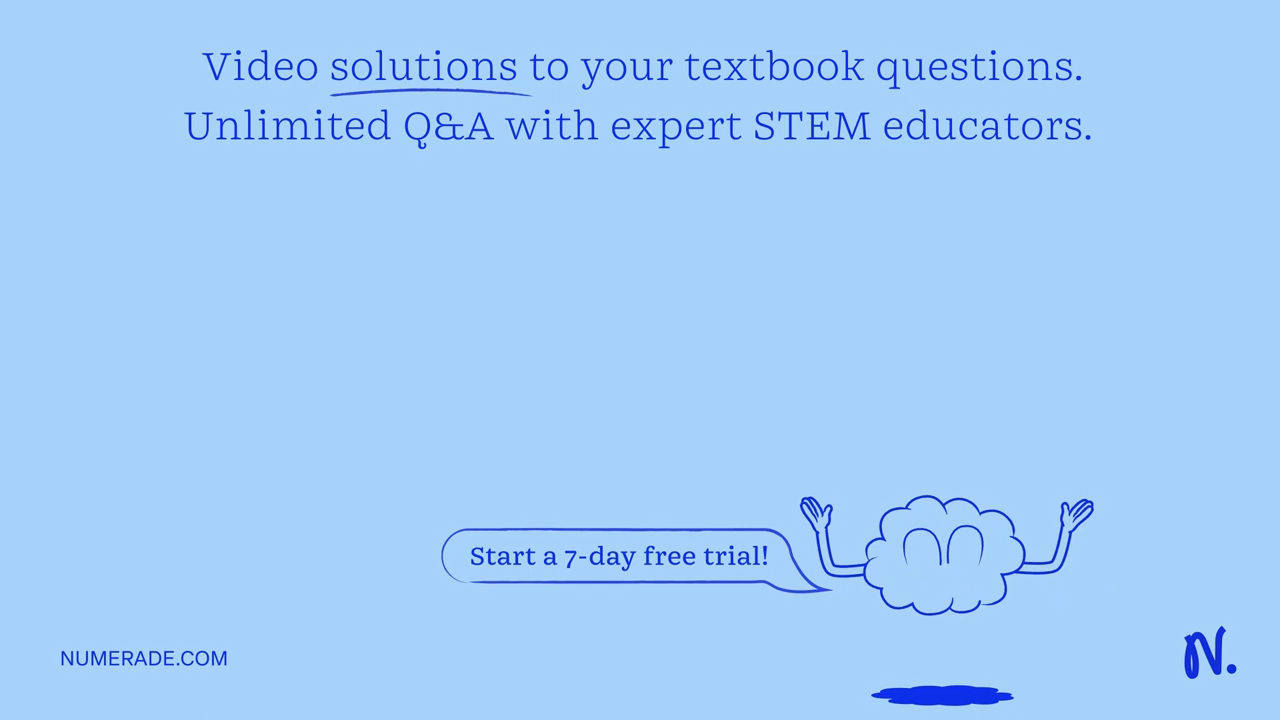 Video solutions to your textbook questions.
Unlimited Q&A with expert STEM educators.
Start a 7-day free trial!
NUMERADE.COM
N.